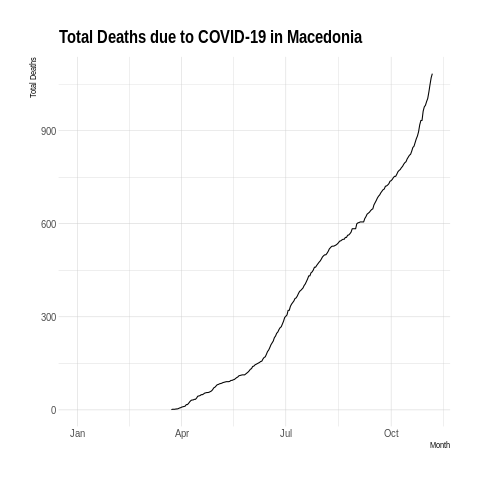 Total Deaths due to COVID-19 in Macedonia
Total Deaths
900
600
300
0
Jan Apr Jul Oct
Month